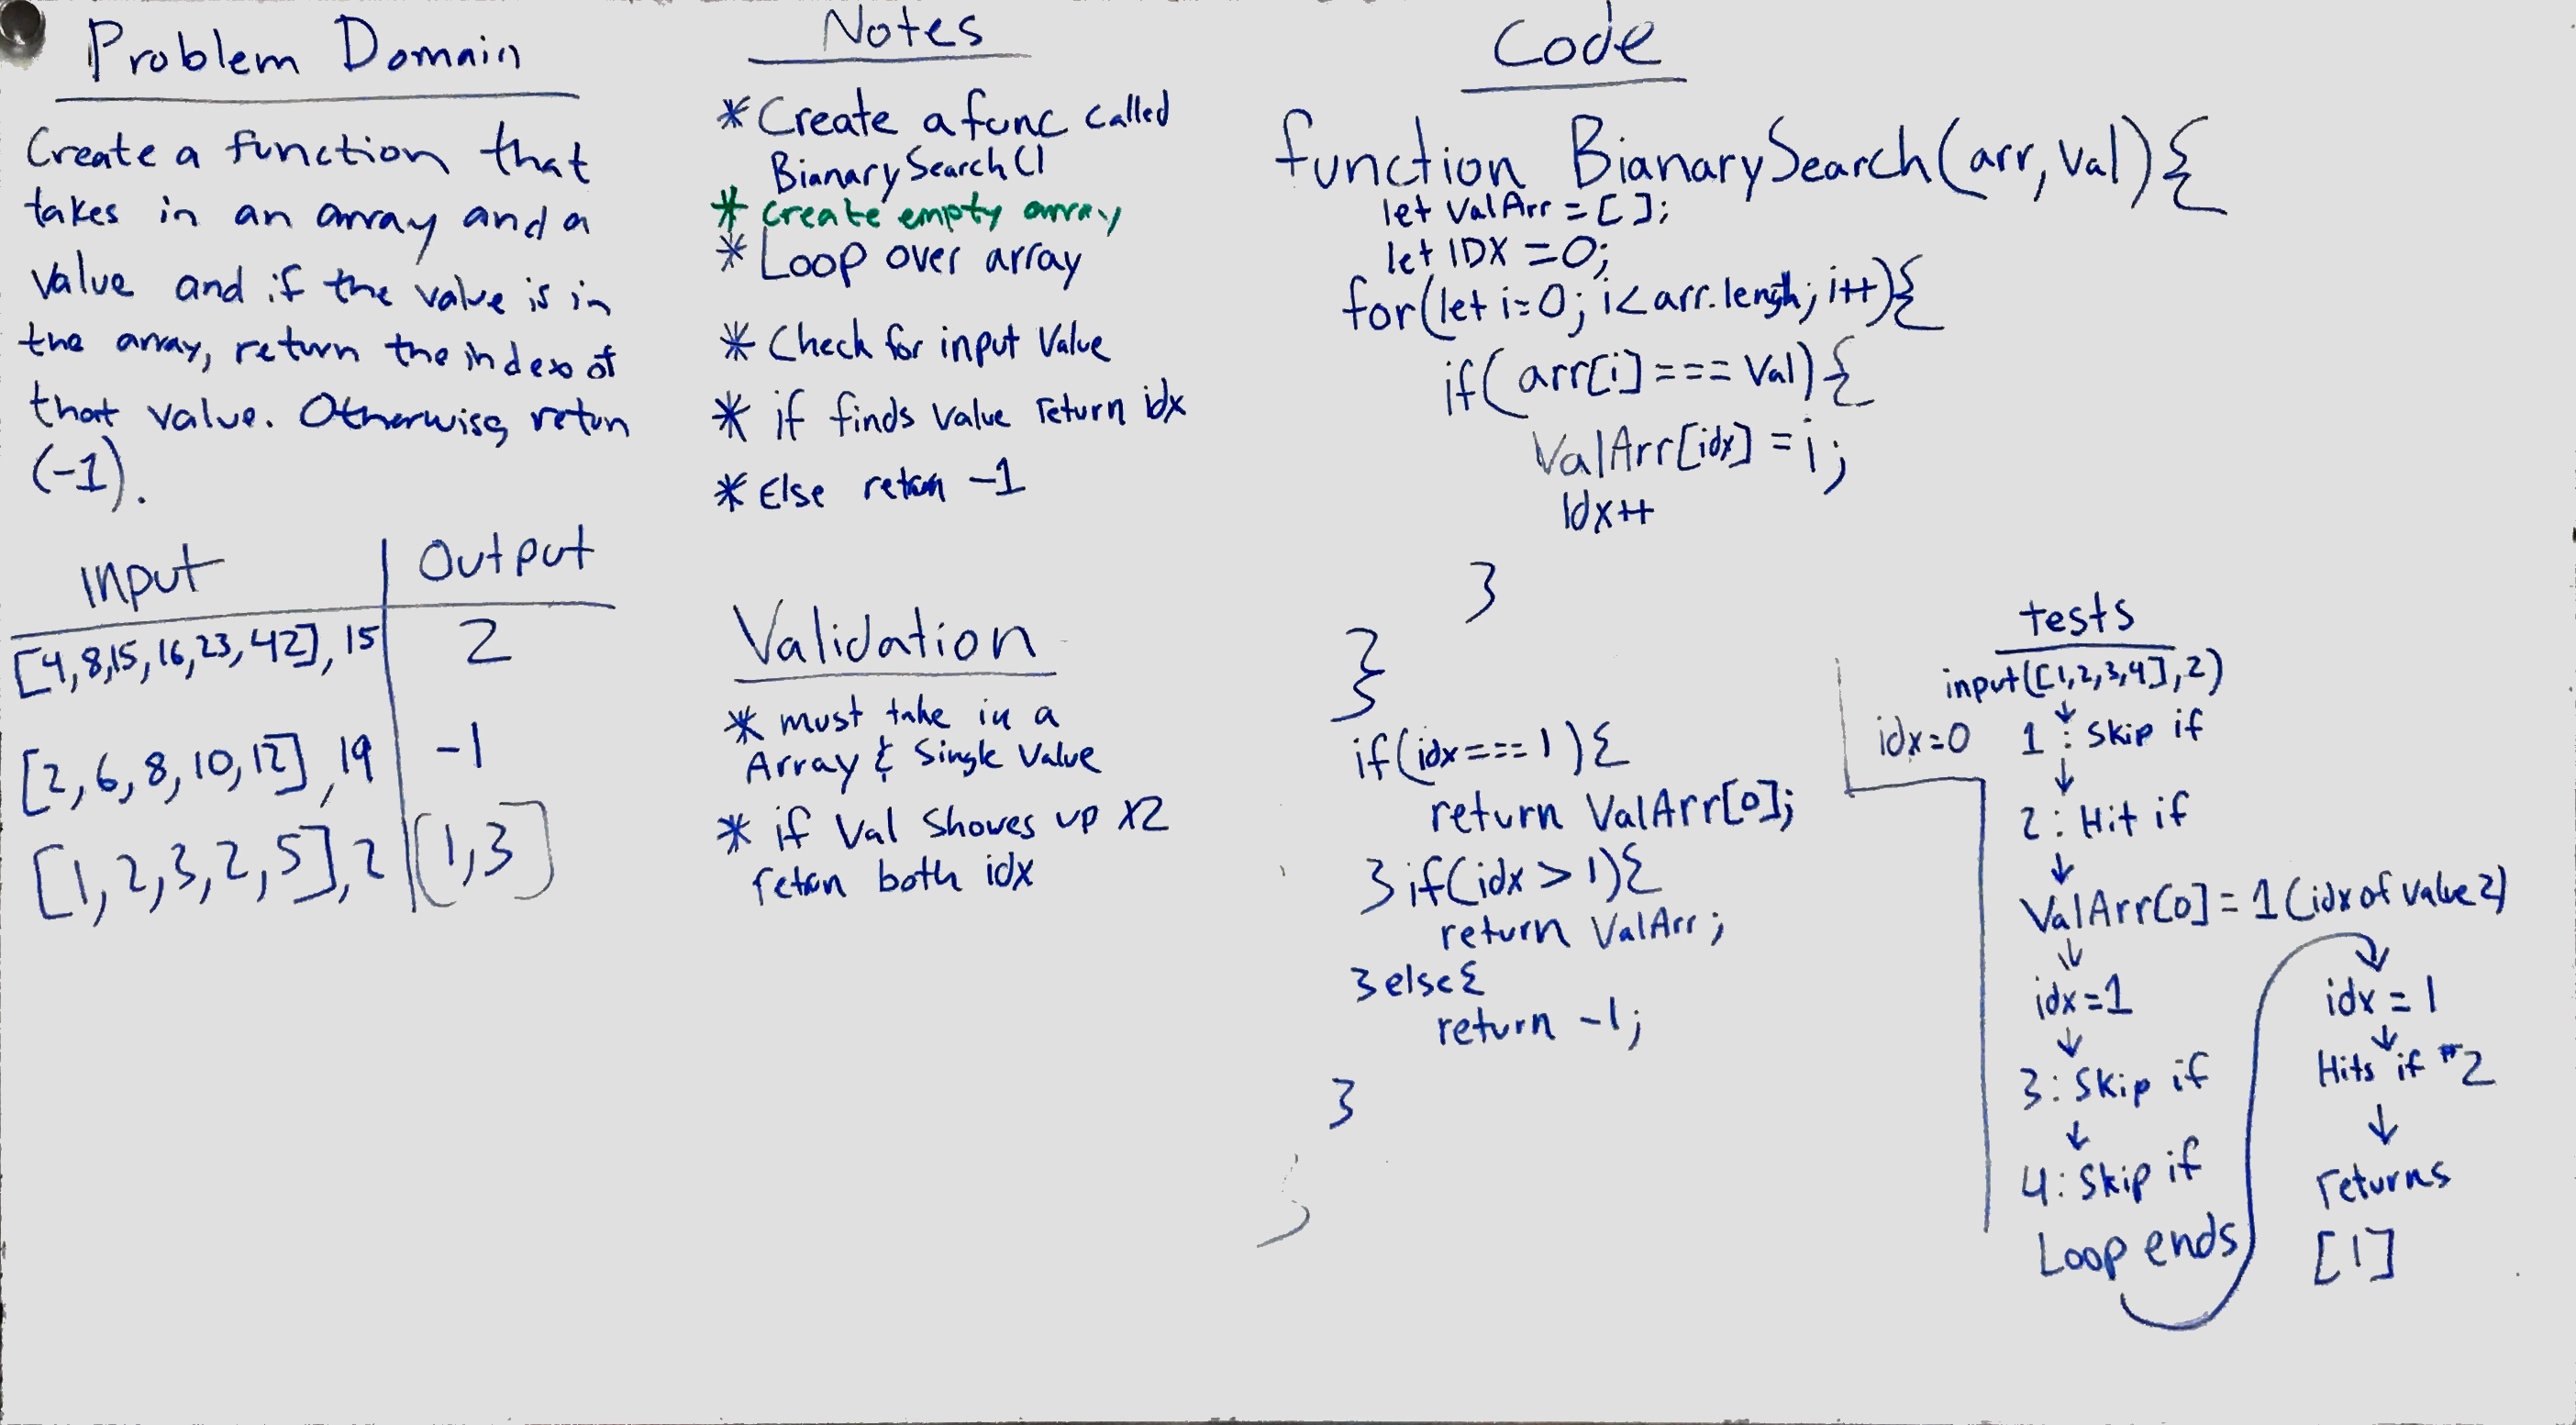 Problem Domain
Create a function that
takes in an array and a
value and if the value is in
the array, return the index of
that value. Otherwise, retun
(-1).
Input | Output
[4,8,15,16,23,42], 15 | 2
[2,6,8,10,12],19 | -1
[1,2,3,2,5],2 | [1,3]
Notes
* Create a func called
BianarySearch()
* create empty array
* Loop over array
* Check for input Value
* if finds value return idx
* Else retun -1
Validation
* must take in a
Array & Single Value
* if Val Showes up x2
retun both idx
Code
function BianarySearch(arr,val){
let ValArr = [];
let IDX = 0;
for(let i=0; i<arr.lengh; i++){
if(arr[i]=== Val){
ValArr[idx] = i;
Idx++
}
}
}
if(idx===1){
return ValArr[0];
}if(idx > 1){
return ValArr;
}else{
return -1;
}
}
tests
input([1,2,3,4],2)
idx=0 1 : Skip if
2 : Hit if
ValArr[0] = 1 (idx of value 2)
idx=1
3: Skip if
4: Skip if
Loop ends
idx = 1
Hits if #2
returns
[1]